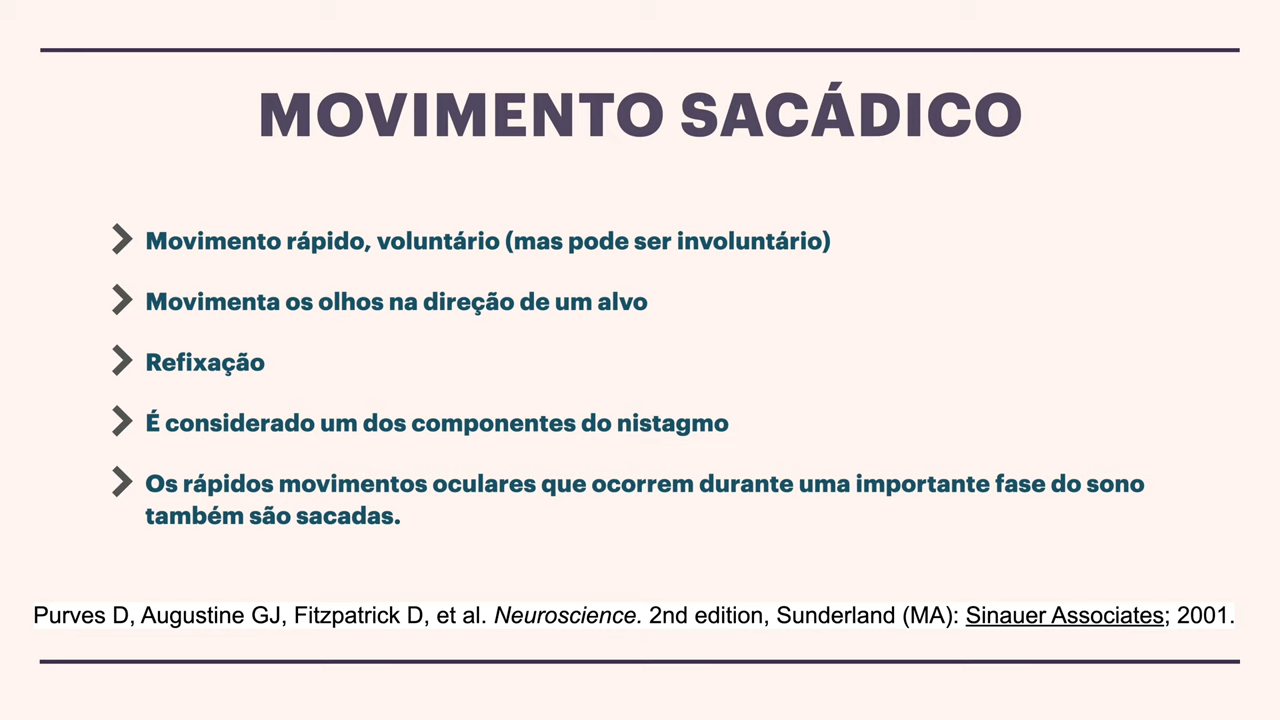 MOVIMENTO SACÁDICO
Movimento rápido, voluntário (mas pode ser involuntário)
Movimenta os olhos na direção de um alvo
Refixação
É considerado um dos componentes do nistagmo
Os rápidos movimentos oculares que ocorrem durante uma importante fase do sono
também são sacadas.
Purves D, Augustine GJ, Fitzpatrick D, et al. Neuroscience. 2nd edition, Sunderland (MA): Sinauer Associates; 2001.